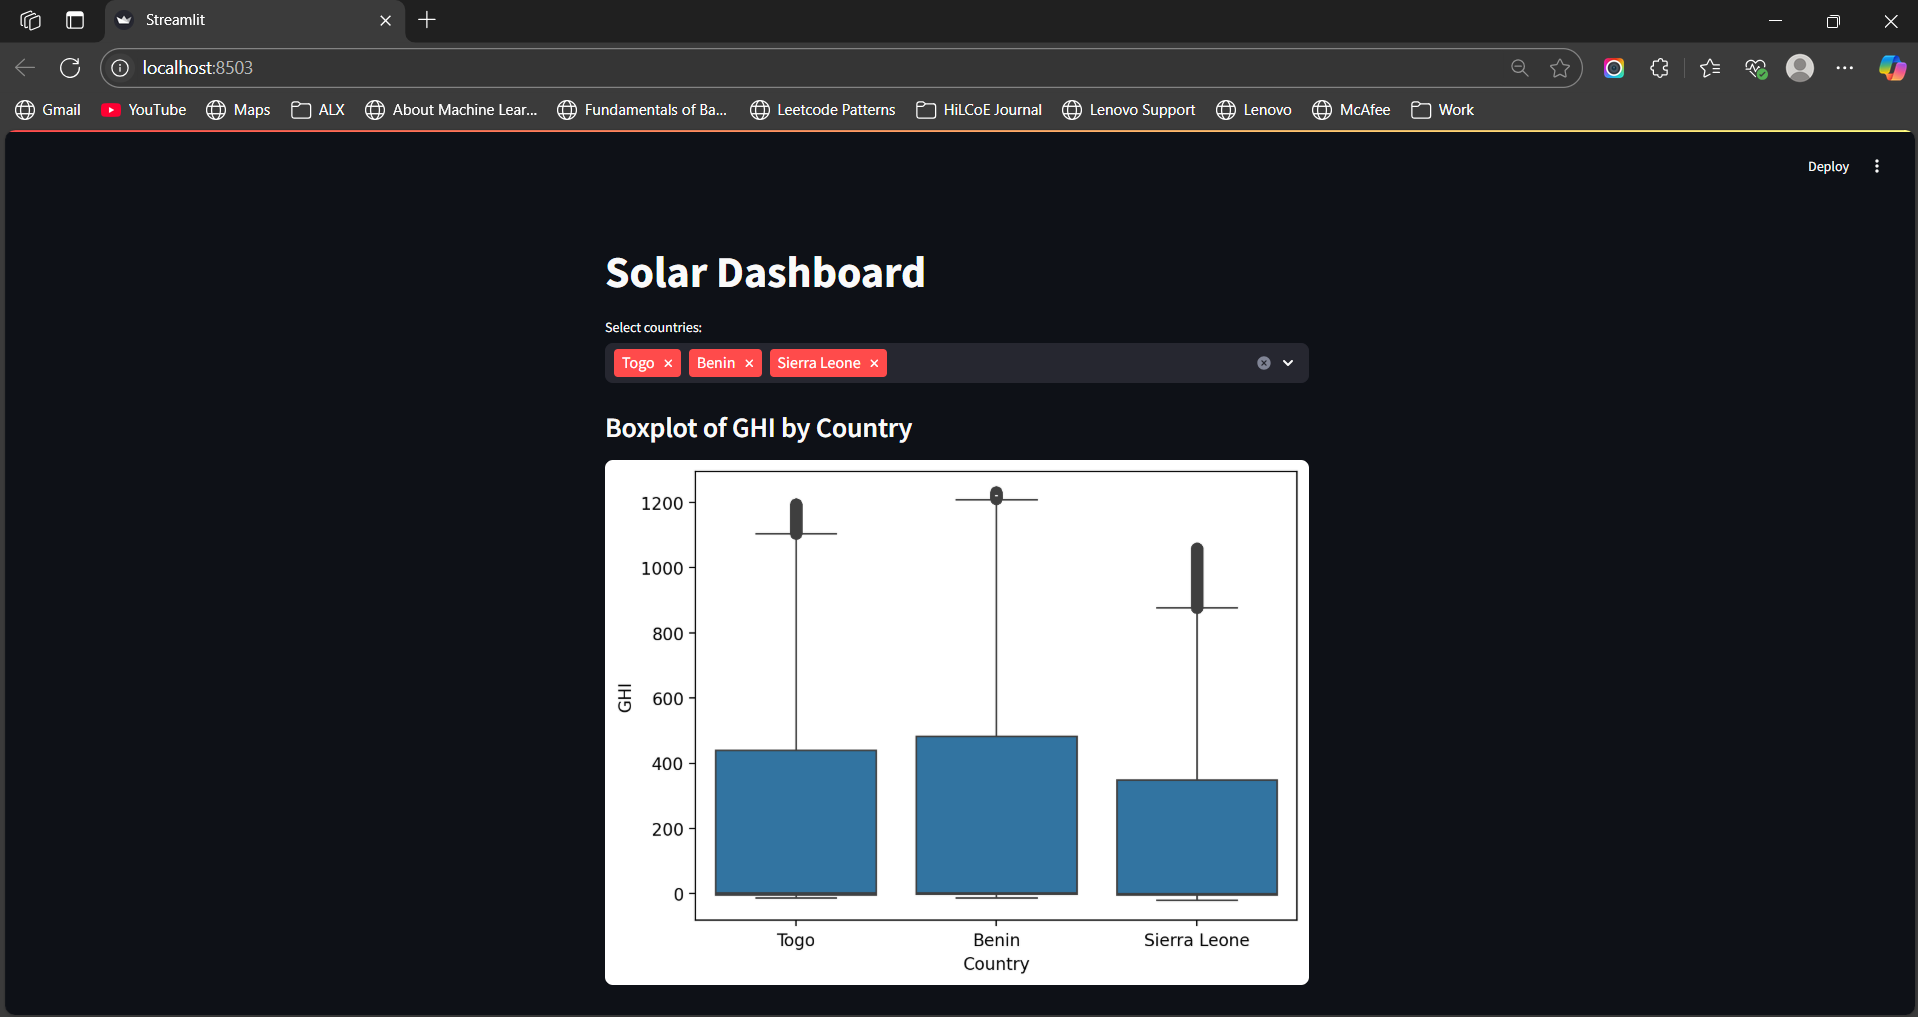 Streamlit
localhost:8503
Gmail YouTube Maps ALX About Machine Lear... Fundamentals of Ba... Leetcode Patterns HiLCoE Journal Lenovo Support Lenovo McAfee Work
Deploy
Solar Dashboard
Select countries:
Togo Benin Sierra Leone
Boxplot of GHI by Country
1200
1000
800
600
400
200
0
GHI
Togo Benin Sierra Leone
Country